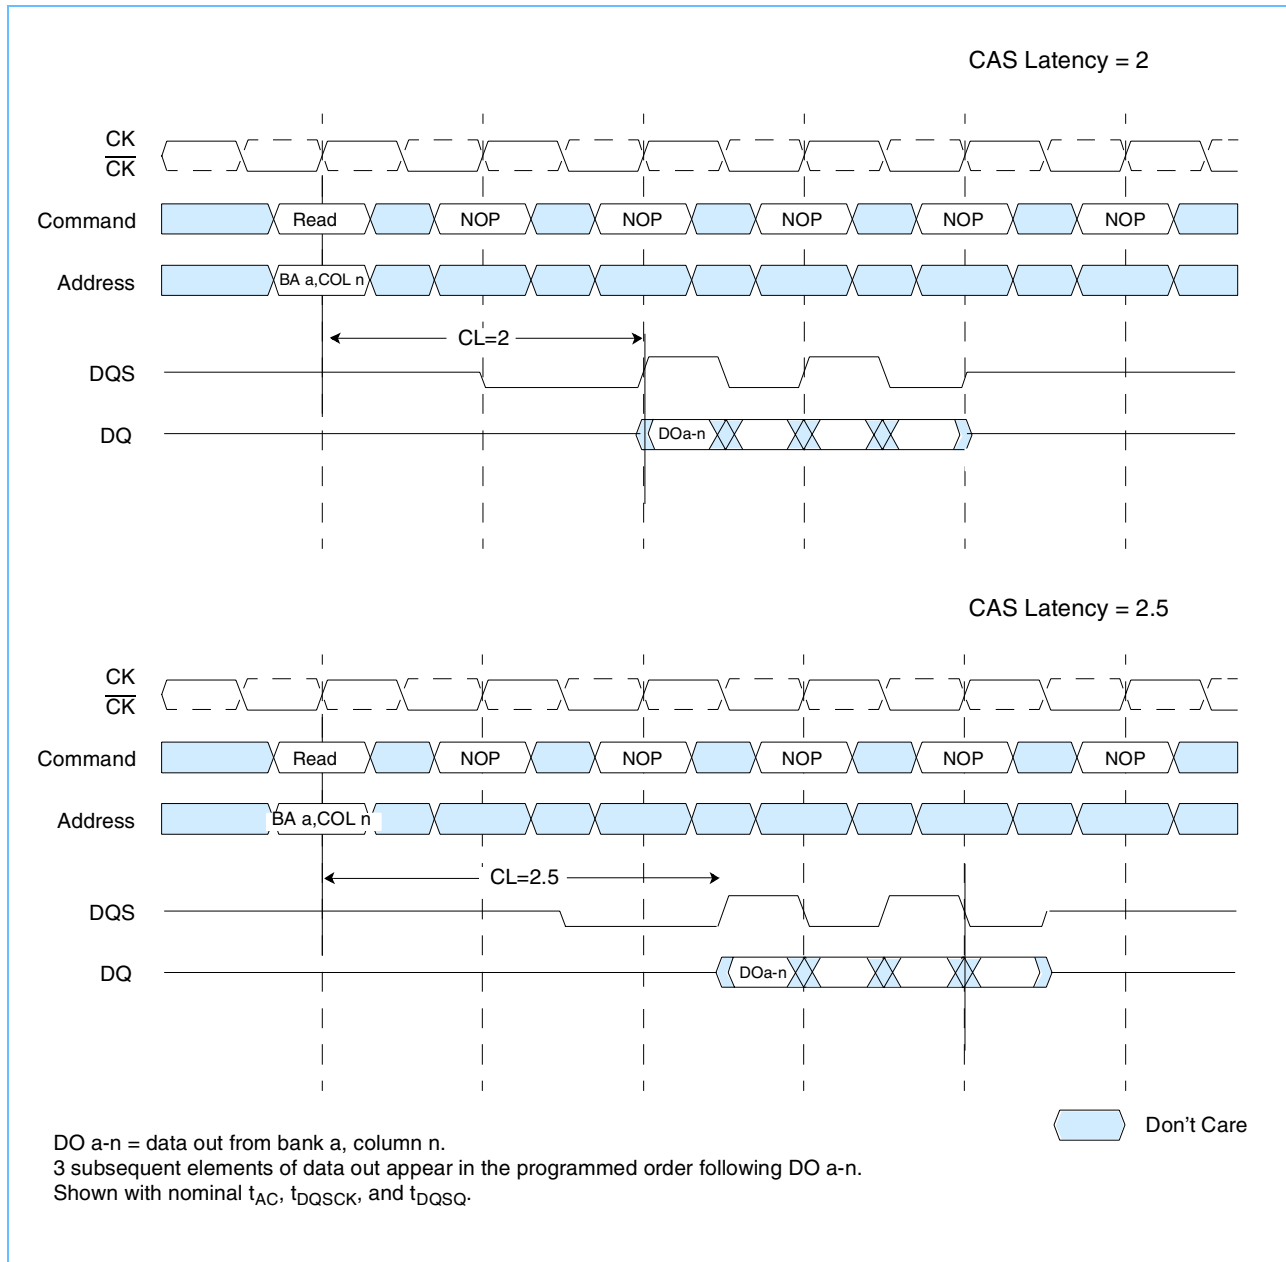 CAS Latency = 2
CK
CK
Command
Read
NOP
NOP
NOP
NOP
NOP
Address
BA a,COL n
CL=2
DQS
DQ
DOa-n
CAS Latency = 2.5
CK
CK
Command
Read
NOP
NOP
NOP
NOP
NOP
Address
BA a,COL n
CL=2.5
DQS
DQ
DOa-n
Don't Care
DO a-n = data out from bank a, column n.
3 subsequent elements of data out appear in the programmed order following DO a-n.
Shown with nominal tAC, tDQSCK, and tDQSQ.